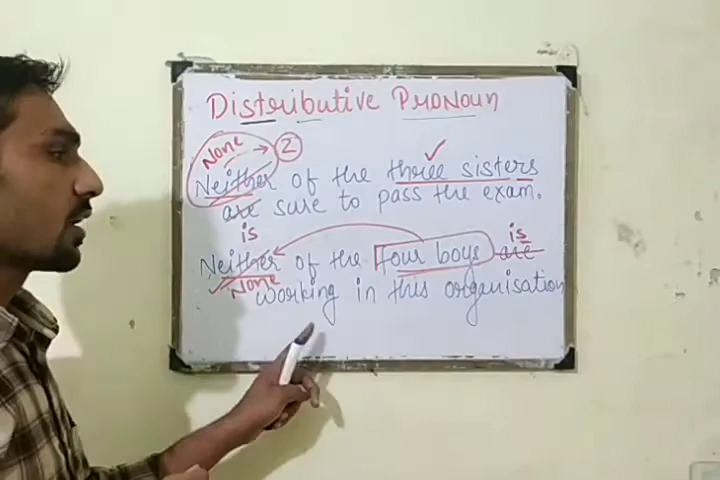 Distributive PRONOUN
None 2
Neither of the three sisters
are sure to pass the exam.
is is
Neither of the four boys are
None working in this organisation